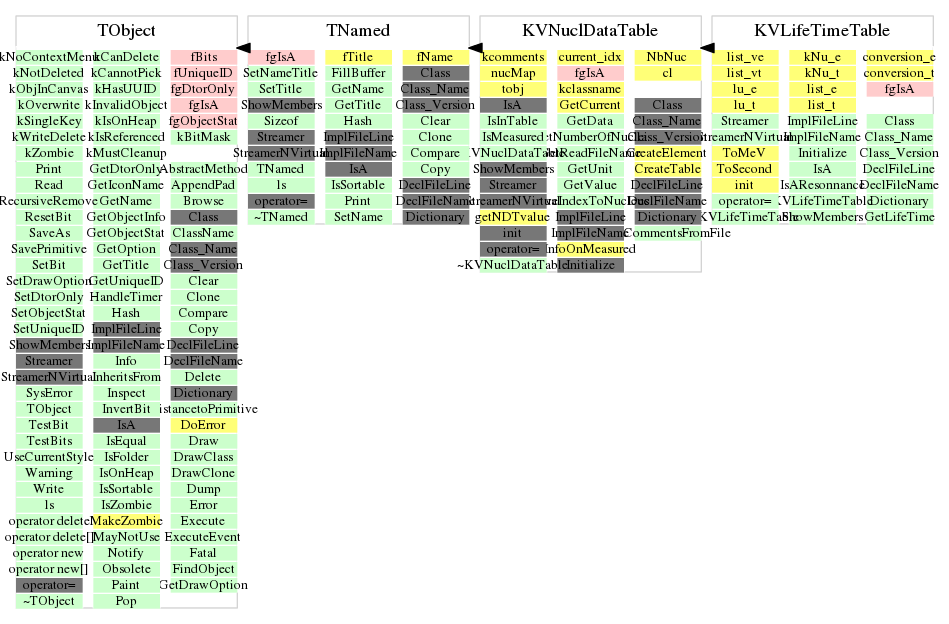 TObject TNamed KVNuclDataTable KVLifeTimeTable
kNoContextMenu kCanDelete fBits fgIsA fTitle fName kcomments current_idx NbNuc list_ve kNu_e conversion_e
kNotDeleted kCannotPick fUniqueID SetNameTitle FillBuffer Class nucMap fgIsA cl list_vt kNu_t conversion_t
kObjInCanvas kHasUUID fgDtorOnly SetTitle GetName Class_Name tobj kclassname lu_e list_e fgIsA
kOverwrite kInvalidObject fgIsA ShowMembers GetTitle Class_Version IsA GetCurrent Class lu_t list_t
kSingleKey kIsOnHeap fgObjectStat Sizeof Hash Clear IsInTable GetData Class_Name Streamer ImplFileLine Class
kWriteDelete kIsReferenced kBitMask Streamer ImplFileLine Clone IsMeasured Class_Version StreamerNVirtual ImplFileName Class_Name
kZombie kMustCleanup StreamerNVirtual ImplFileName Compare KVNuclDataTable ReadFileName CreateElement ToMeV Initialize Class_Version
Print GetDtorOnly AbstractMethod TNamed IsA Copy ShowMembers GetUnit CreateTable ToSecond IsA DeclFileLine
Read GetIconName AppendPad ls IsSortable DeclFileLine Streamer GetValue DeclFileLine init IsAResonnance DeclFileName
RecursiveRemove GetName Browse operator= Print DeclFileName StreamerNVirtual IndexToNucleus DeclFileName operator= KVLifeTimeTable Dictionary
ResetBit GetObjectInfo Class ~TNamed SetName Dictionary getNDTvalue ImplFileLine Dictionary ~KVLifeTimeTable ShowMembers GetLifeTime
SaveAs GetObjectStat ClassName init ImplFileName CommentsFromFile
SavePrimitive GetOption Class_Name operator= InfoOnMeasured
SetBit GetTitle Class_Version ~KVNuclDataTable Initialize
SetDrawOption GetUniqueID Clear
SetDtorOnly HandleTimer Clone
SetObjectStat Hash Compare
SetUniqueID ImplFileLine Copy
ShowMembers ImplFileName DeclFileLine
Streamer Info DeclFileName
StreamerNVirtual InheritsFrom Delete
SysError Inspect Dictionary
TObject InvertBit DistancetoPrimitive
TestBit IsA DoError
TestBits IsEqual Draw
UseCurrentStyle IsFolder DrawClass
Warning IsOnHeap DrawClone
Write IsSortable Dump
ls IsZombie Error
operator delete MakeZombie Execute
operator delete[] MayNotUse ExecuteEvent
operator new Notify Fatal
operator new[] Obsolete FindObject
operator= Paint GetDrawOption
~TObject Pop